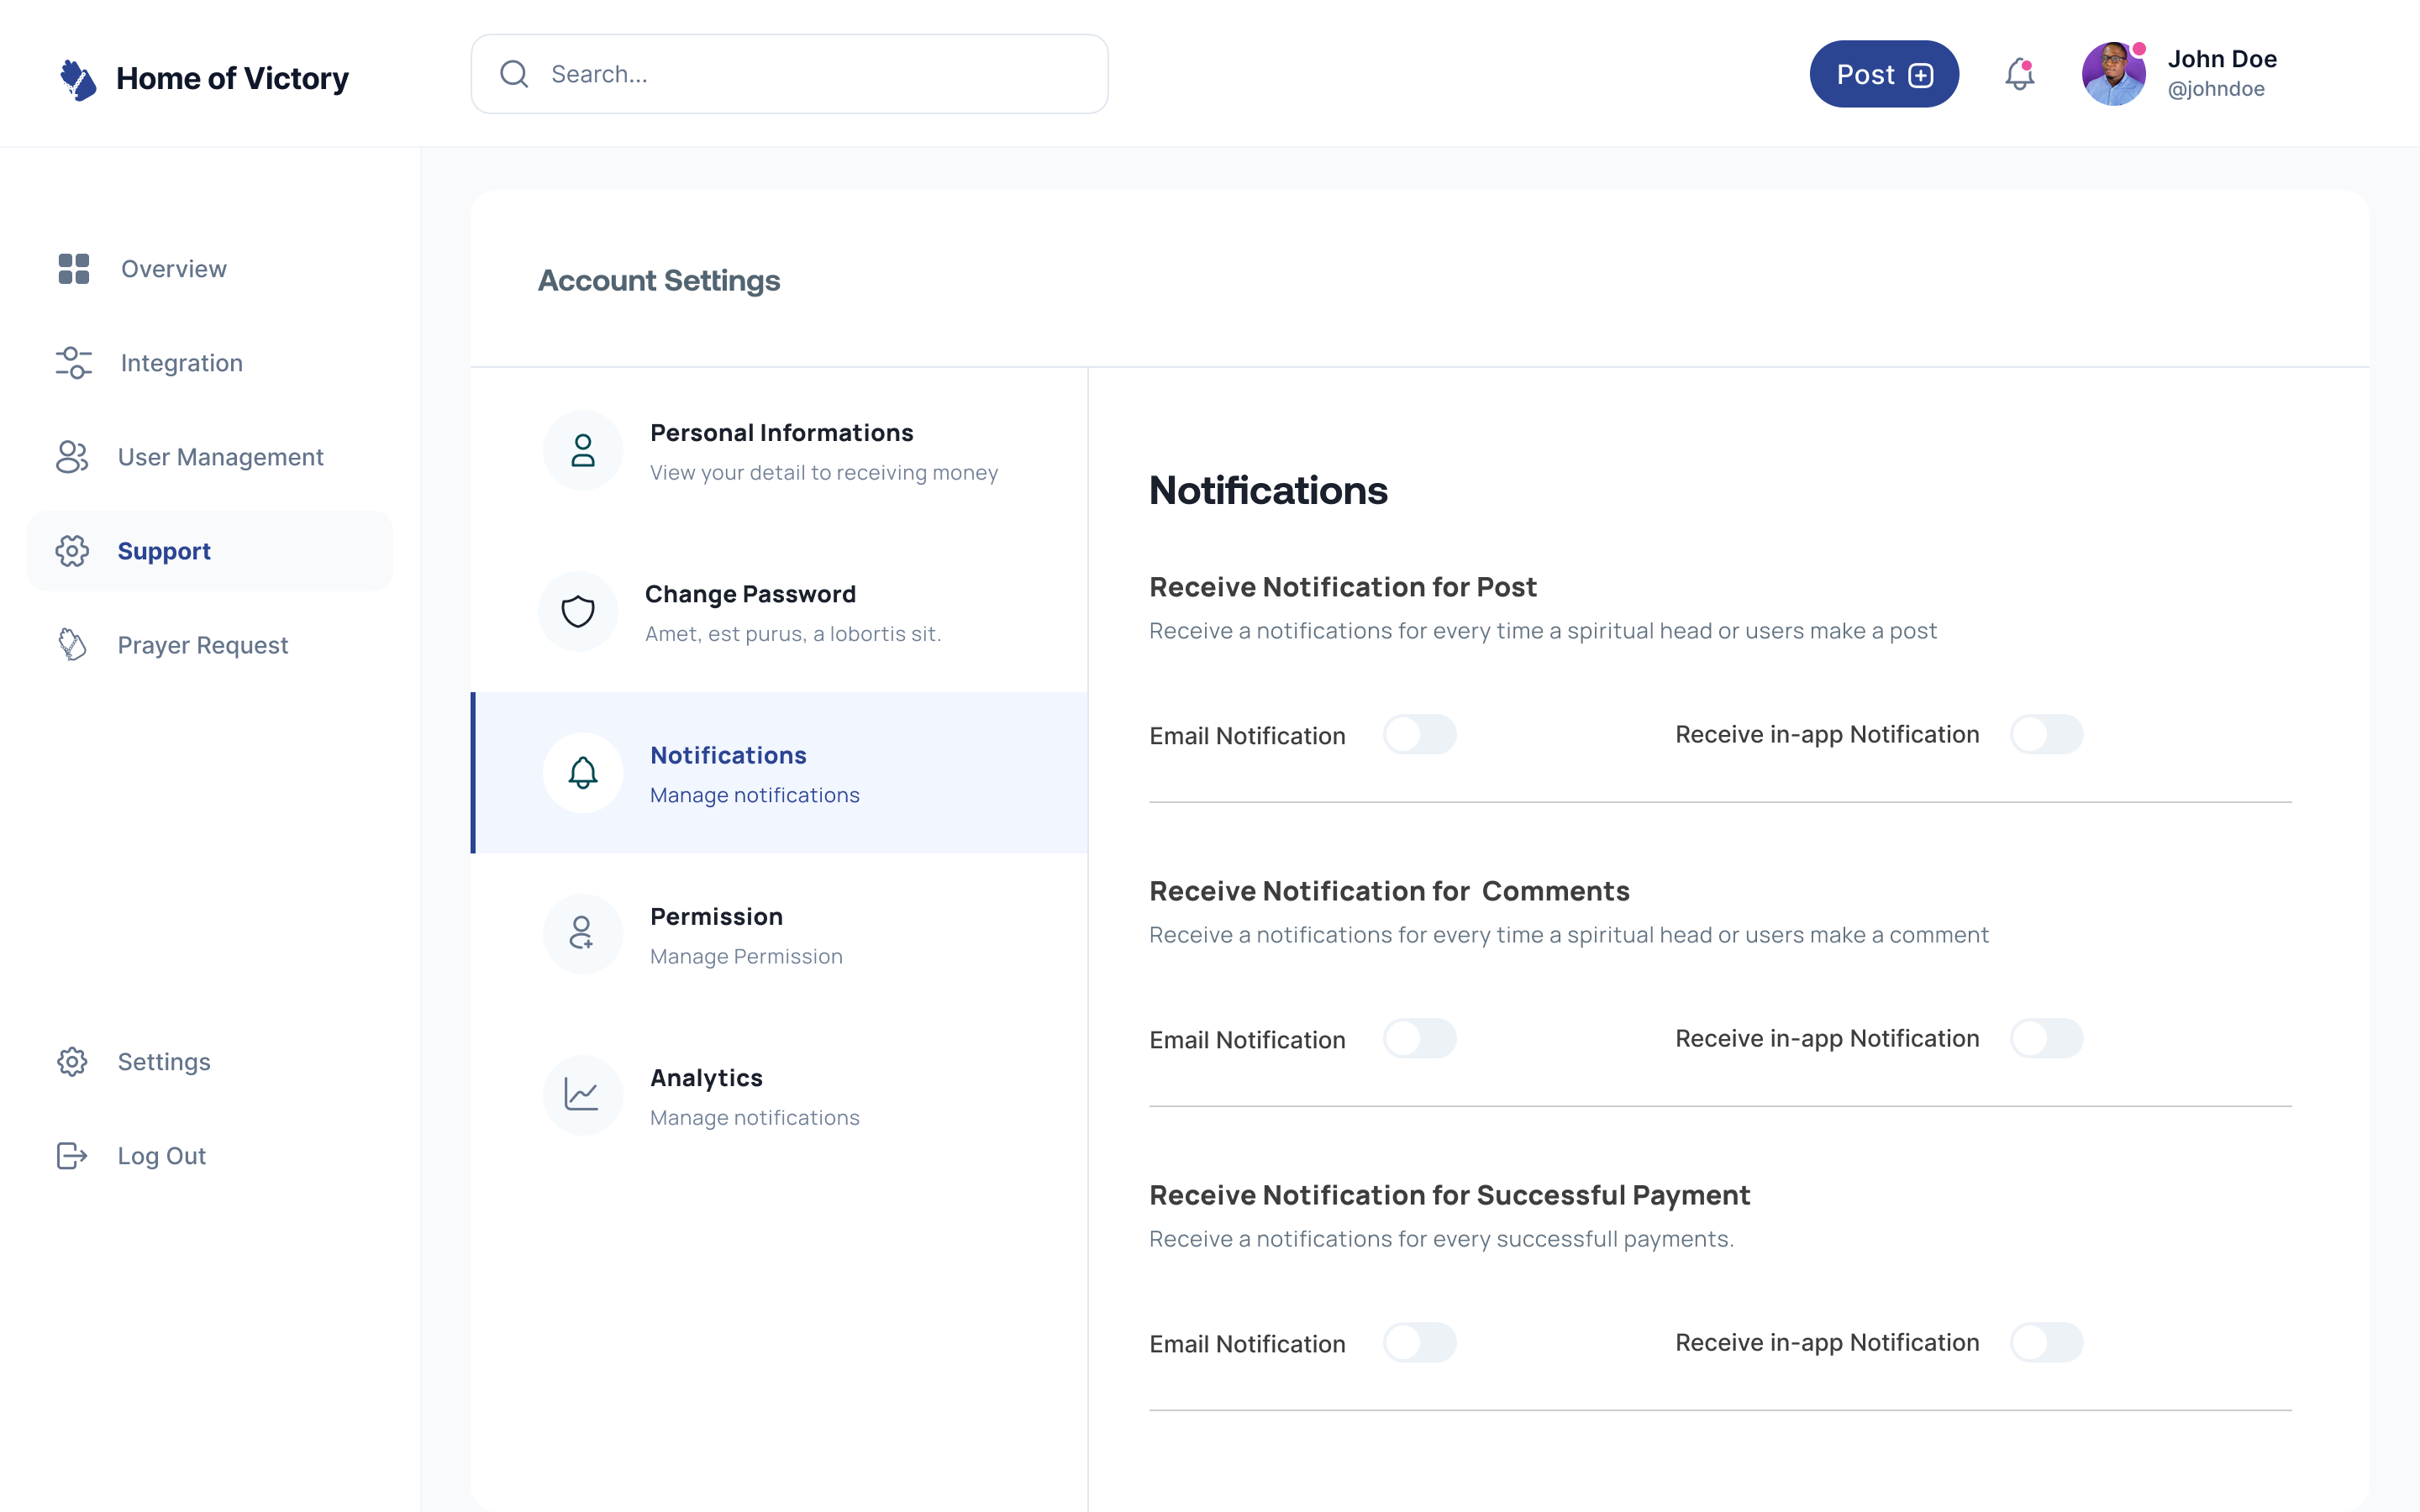 Home of Victory
Search...
Post
John Doe
@johndoe
Overview
Integration
User Management
Support
Prayer Request
Settings
Log Out
Account Settings
Personal Informations
View your detail to receiving money
Change Password
Amet, est purus, a lobortis sit.
Notifications
Manage notifications
Permission
Manage Permission
Analytics
Manage notifications
Notifications
Receive Notification for Post
Receive a notifications for every time a spiritual head or users make a post
Email Notification
Receive in-app Notification
Receive Notification for  Comments
Receive a notifications for every time a spiritual head or users make a comment
Email Notification
Receive in-app Notification
Receive Notification for Successful Payment
Receive a notifications for every successfull payments.
Email Notification
Receive in-app Notification